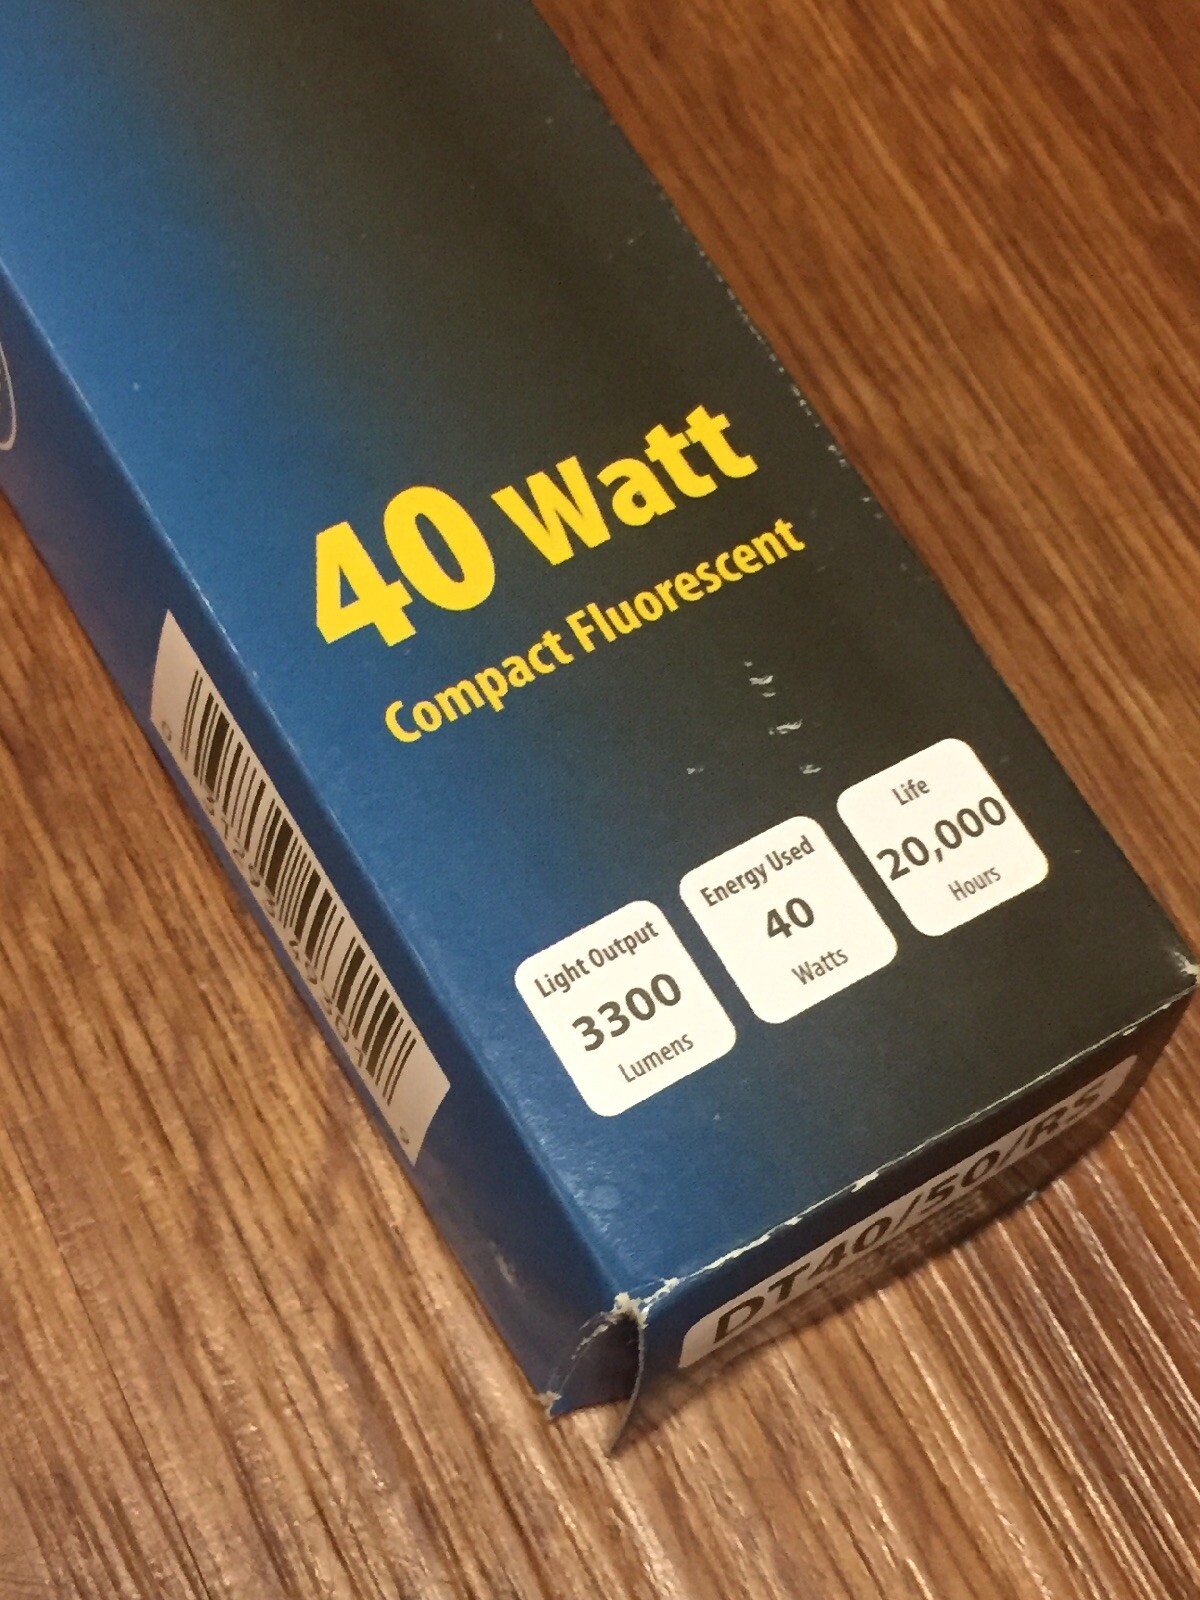 40 Watt
Compact Fluorescent
Light Output
3300
Lumens
Energy Used
40
Watts
Life
20,000
Hours
DT40/50/RS